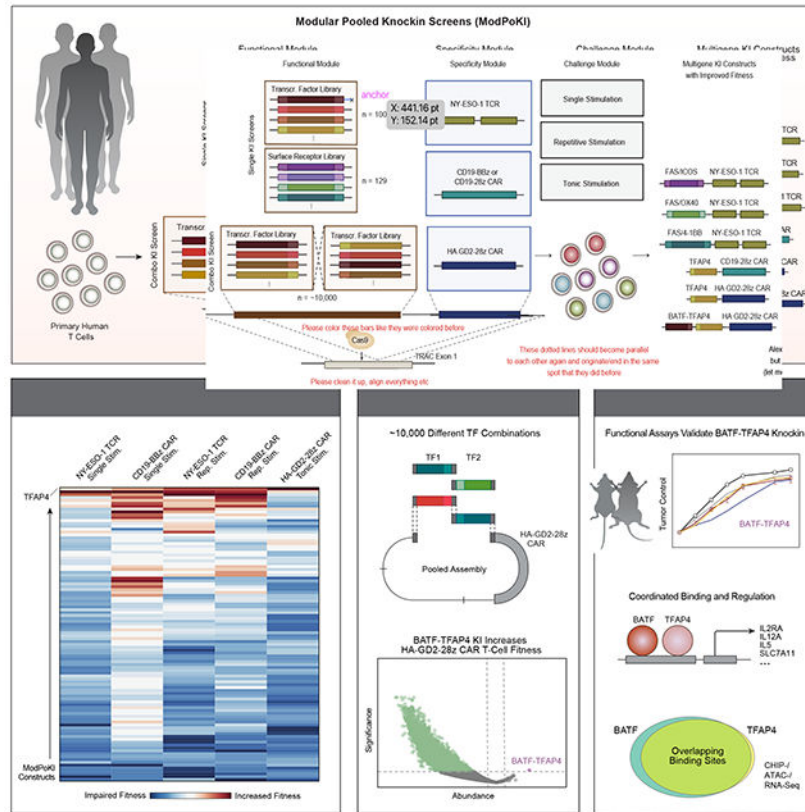 Modular Pooled Knockin Screens (ModPoKI)
Functional Module
Specificity Module
Challenge Module
Multigene KI Constructs
Functional Module
Specificity Module
Challenge Module
Multigene KI Constructs
with Improved Fitness
Single KI Screens
Transcr. Factor Library
anchor
n = 100
X: 441.16 pt
Y: 152.14 pt
NY-ESO-1 TCR
Single Stimulation
Surface Receptor Library
n = 129
CD19-BBz or
CD19-28z CAR
Repetitive Stimulation
Tonic Stimulation
FAS/ICOS
NY-ESO-1 TCR
FAS/OX40
NY-ESO-1 TCR
FAS/4-1BB
NY-ESO-1 TCR
TFAP4
CD19-28z CAR
TFAP4
HA-GD2-28z CAR
BATF-TFAP4
HA-GD2-28z CAR
Combo KI Screen
Combo KI Screen
Transcr. Factor Library
Transcr. Factor Library
HA-GD2-28z CAR
n = ~10,000
Primary Human
T Cells
Please color these bars like they were colored before
Cas9
TRAC Exon 1
Please clean it up, align everything etc
These dotted lines should become parallel
to each other again and originate/end in the same
spot that they did before
NY-ESO-1 TCR
Single Stim.
CD19-BBz CAR
Single Stim.
NY-ESO-1 TCR
Rep. Stim.
CD19-BBz CAR
Rep. Stim.
HA-GD2-28z CAR
Tonic Stim.
TFAP4
ModPoKI
Constructs
Impaired Fitness
Increased Fitness
~10,000 Different TF Combinations
TF1
TF2
HA-GD2-28z
CAR
Pooled Assembly
BATF-TFAP4 KI Increases
HA-GD2-28z CAR T-Cell Fitness
Significance
BATF-TFAP4
Abundance
Functional Assays Validate BATF-TFAP4 Knockin
Tumor Control
BATF-TFAP4
Coordinated Binding and Regulation
BATF
TFAP4
IL2RA
IL12A
IL5
SLC7A11
---
BATF
TFAP4
Overlapping
Binding Sites
CHIP-/
ATAC-/
RNA-Seq